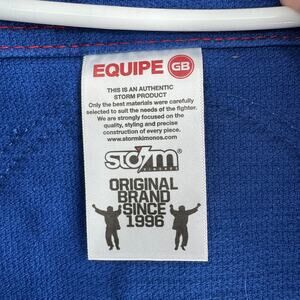 EQUIPE GB
THIS IS AN AUTHENTIC
STORM PRODUCT
Only the best materials were carefully
selected to suit the needs of the fighter.
We are strongly focused on the
quality, styling and precise
construction of every piece.
www.stormkimonos.com
STORM
KIMONOS
ORIGINAL
BRAND
SINCE
1996